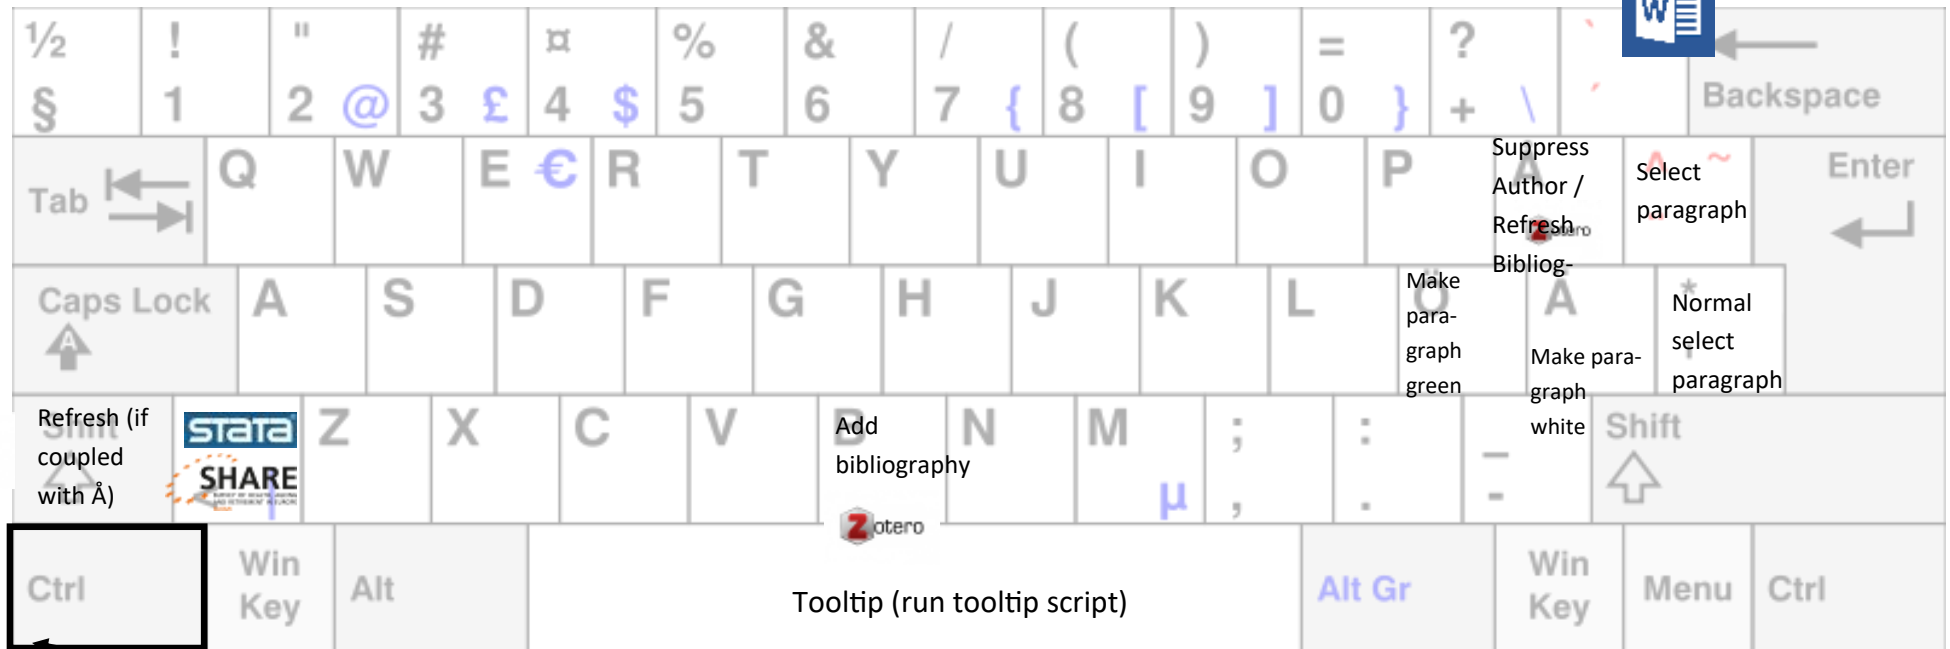 ½ ! " # ¤ % & / ( ) = ? `
§ 1 2 @ 3 £ 4 $ 5 6 7 { 8 [ 9 ] 0 } + \ ´
W
Backspace
Tab Q W E € R T Y U I O P Å ^ ~ ¨ Enter
Suppress
Author /
Refresh
Bibliog-
Zotero
Select
paragraph
Caps Lock A S D F G H J K L Ö Ä * '
A
Make
para-
graph
green
Make para-
graph
white
Normal
select
paragraph
Shift > < | Z X C V B N M µ ; , : . _ - Shift
Refresh (if
coupled
with Å)
STATA
SHARE
Add
bibliography
Zotero
Ctrl Win Key Alt Alt Gr Win Key Menu Ctrl
Tooltip (run tooltip script)